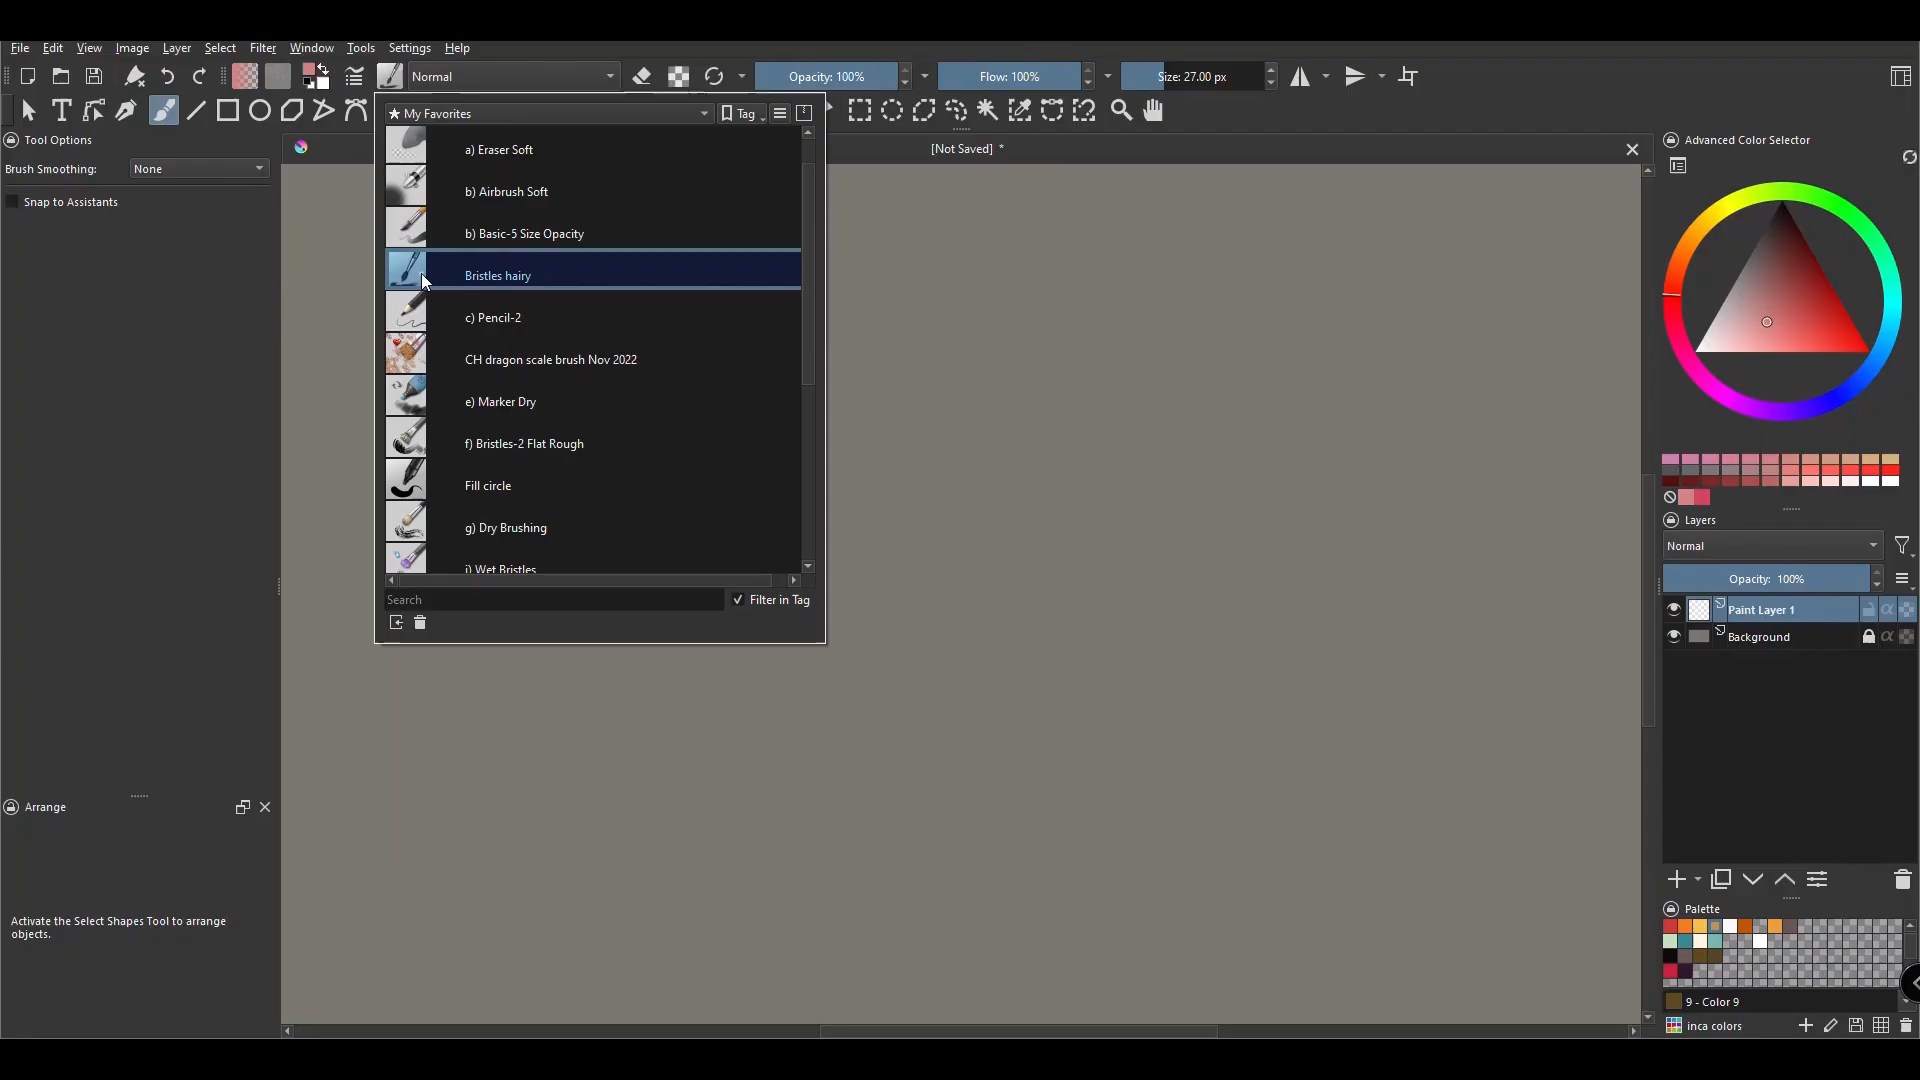 File Edit View Image Layer Select Filter Window Tools Settings Help
Normal Opacity: 100% Flow: 100% Size: 27.00 px
My Favorites Tag
Tool Options
[Not Saved] *
Advanced Color Selector
Brush Smoothing: None
Snap to Assistants
a) Eraser Soft
b) Airbrush Soft
b) Basic-5 Size Opacity
Bristles hairy
c) Pencil-2
CH dragon scale brush Nov 2022
e) Marker Dry
f) Bristles-2 Flat Rough
Fill circle
g) Dry Brushing
i) Wet Bristles
Search Filter in Tag
Layers
Normal
Opacity: 100%
Paint Layer 1
Background
Arrange
Activate the Select Shapes Tool to arrange
objects.
Palette
9 - Color 9
inca colors